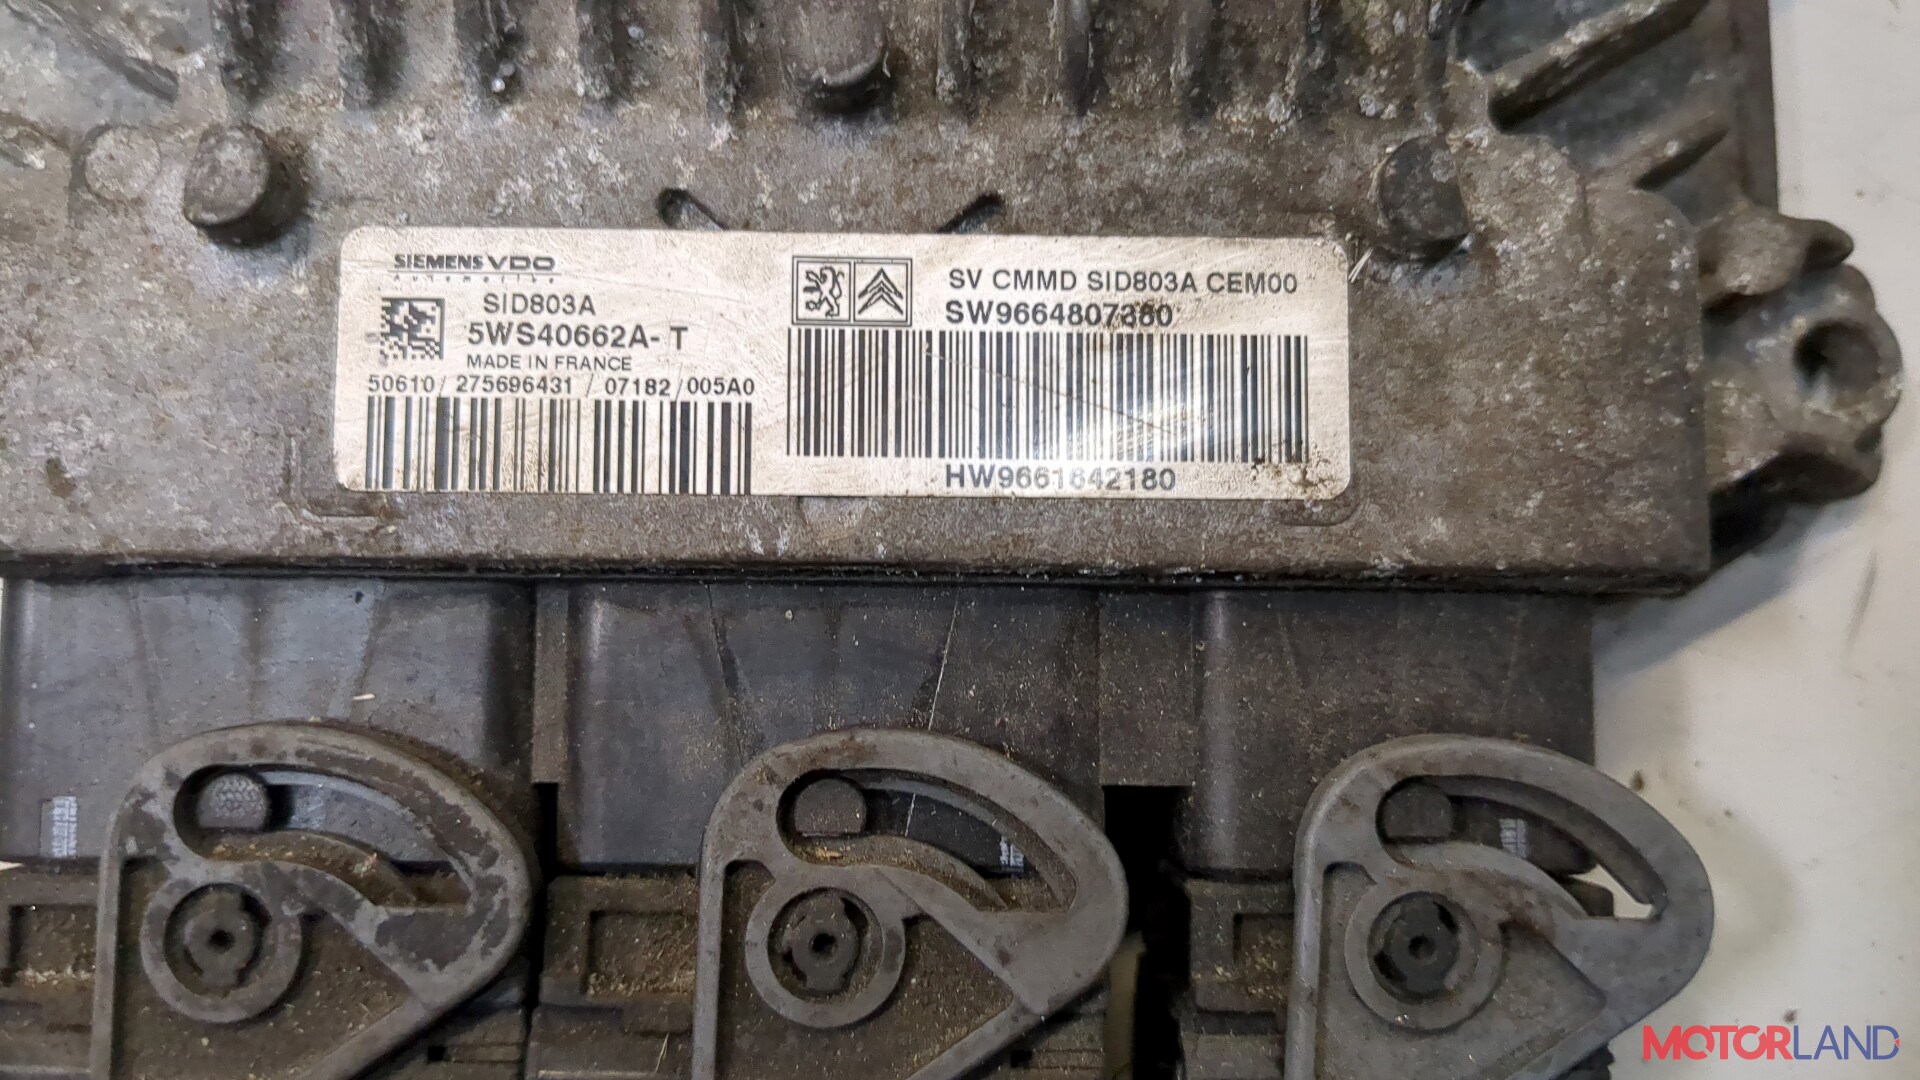 SIEMENS VDO
Automotive
SID803A
5WS40662A-T
MADE IN FRANCE
50610 / 275696431 / 07182 / 005A0
SV CMMD SID803A CEM00
SW9664807380
HW9661642180
MOTORLAND